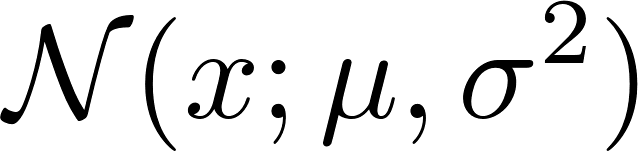 𝒩(x; μ, σ²)